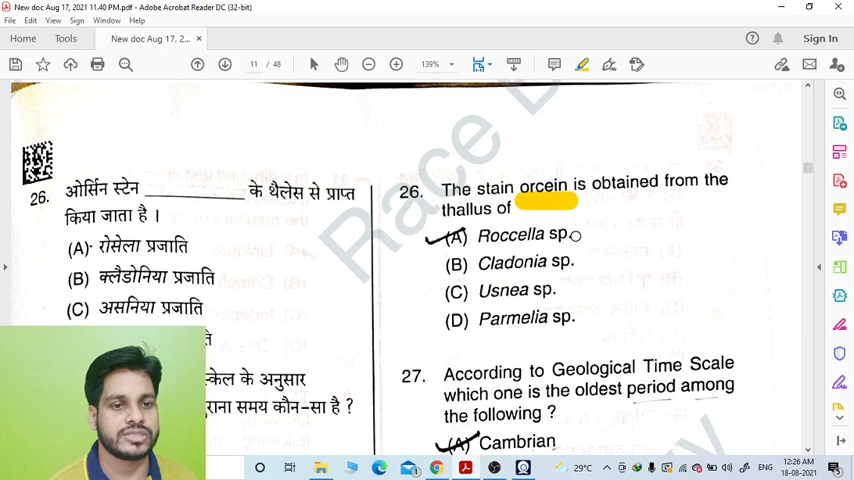 New doc Aug 17, 2021 11.40 PM.pdf - Adobe Acrobat Reader DC (32-bit)
File Edit View Sign Window Help
Home Tools New doc Aug 17, 2... × Sign In
11 / 48 139%
Race
26. ओर्सिन स्टेन __________ के थैलेस से प्राप्त
किया जाता है ।
(A) रोसेला प्रजाति
(B) क्लैडोनिया प्रजाति
(C) असनिया प्रजाति
ति
स्केल के अनुसार
पुराना समय कौन-सा है ?
26. The stain orcein is obtained from the
thallus of
(A) Roccella sp.
(B) Cladonia sp.
(C) Usnea sp.
(D) Parmelia sp.
27. According to Geological Time Scale
which one is the oldest period among
the following ?
(A) Cambrian
29°C ENG 12:26 AM
18-08-2021